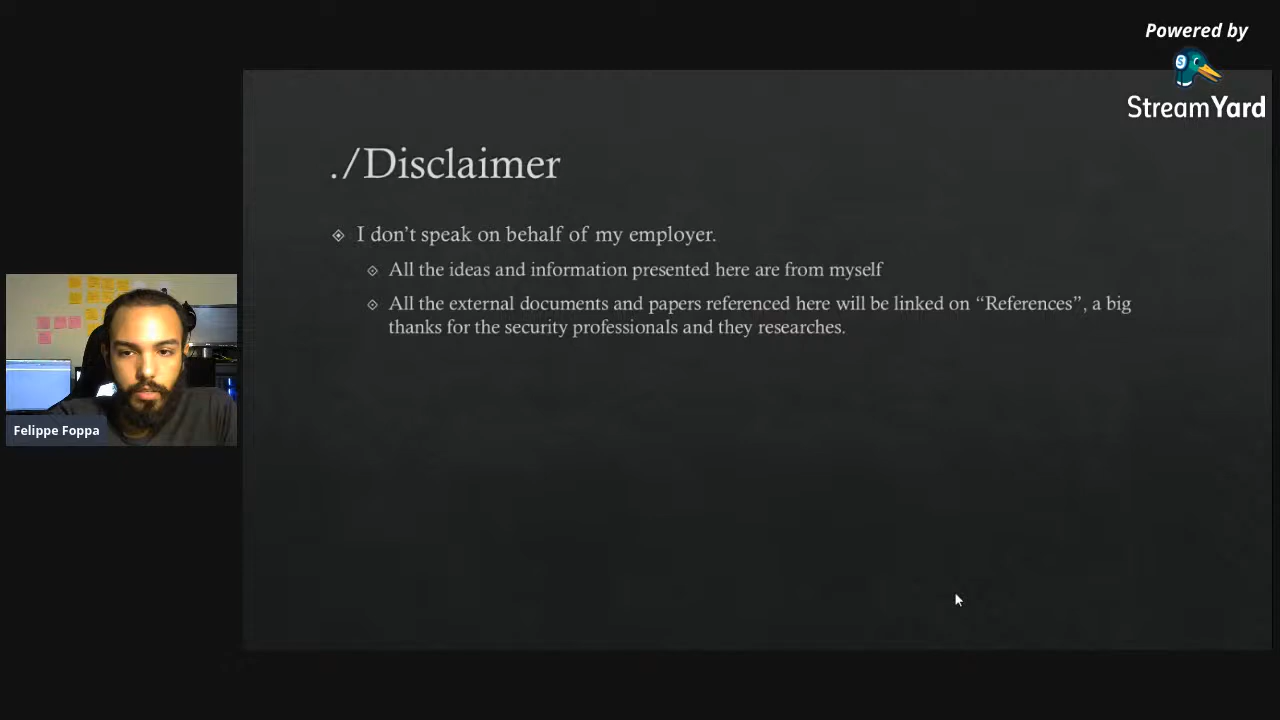 Powered by
StreamYard
./Disclaimer
I don’t speak on behalf of my employer.
All the ideas and information presented here are from myself
All the external documents and papers referenced here will be linked on “References”, a big
thanks for the security professionals and they researches.
Felippe Foppa